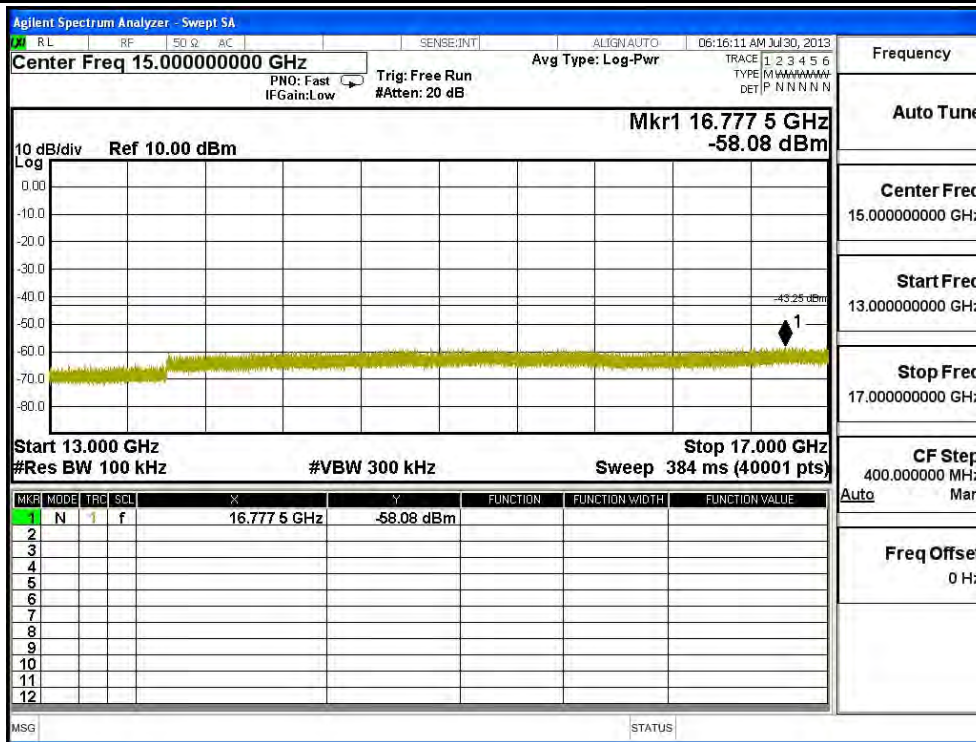 Agilent Spectrum Analyzer - Swept SA
RL RF 50 Ω AC SENSE:INT ALIGNAUTO 06:16:11 AM Jul 30, 2013
Center Freq 15.000000000 GHz
PNO: Fast
IFGain:Low
Trig: Free Run
#Atten: 20 dB
Avg Type: Log-Pwr
TRACE 1 2 3 4 5 6
TYPE MWWWWW
DET P N N N N N
Mkr1 16.777 5 GHz
-58.08 dBm
10 dB/div Ref 10.00 dBm
Log
0.00
-10.0
-20.0
-30.0
-40.0
-50.0
-60.0
-70.0
-80.0
-43.25 dBm
1
Start 13.000 GHz Stop 17.000 GHz
#Res BW 100 kHz #VBW 300 kHz Sweep 384 ms (40001 pts)
MKR MODE TRC SCL X Y FUNCTION FUNCTION WIDTH FUNCTION VALUE
1 N 1 f 16.777 5 GHz -58.08 dBm
2
3
4
5
6
7
8
9
10
11
12
MSG STATUS
Frequency
Auto Tune
Center Freq
15.000000000 GHz
Start Freq
13.000000000 GHz
Stop Freq
17.000000000 GHz
CF Step
400.000000 MHz
Auto Man
Freq Offset
0 Hz